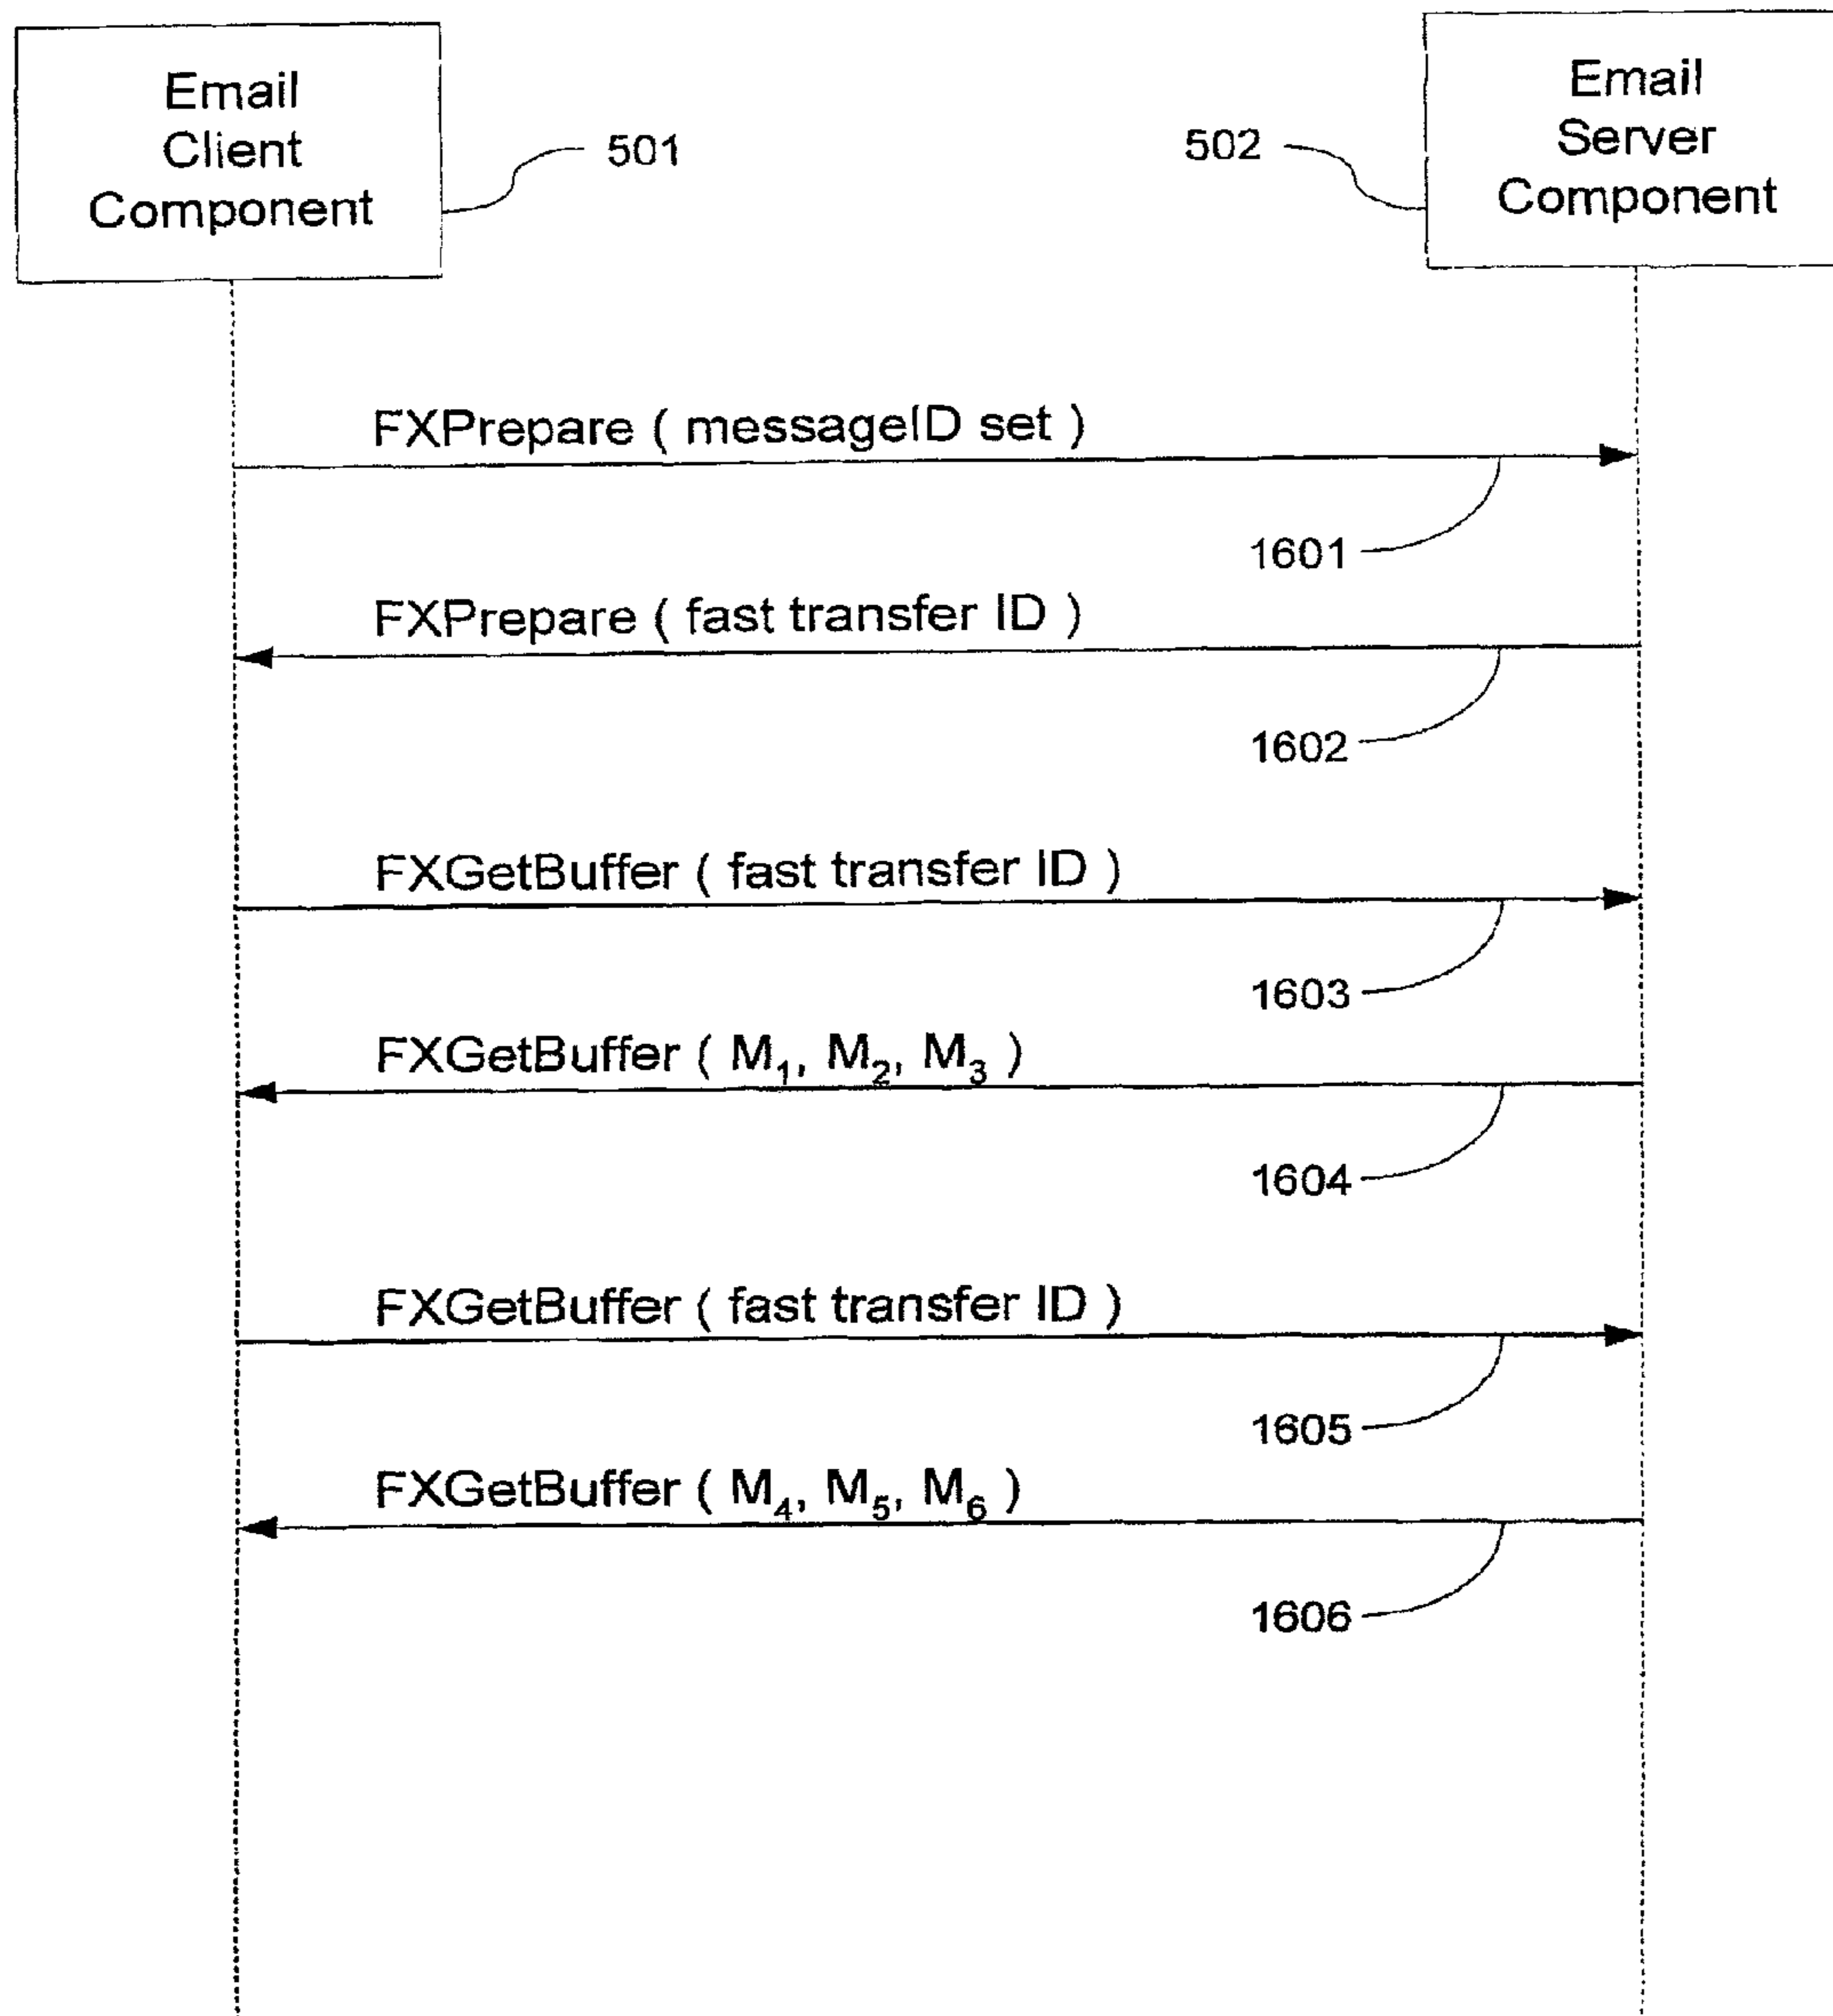 Email
Client
Component
501
502
Email
Server
Component
FXPrepare ( messageID set )
1601
FXPrepare ( fast transfer ID )
1602
FXGetBuffer ( fast transfer ID )
1603
FXGetBuffer ( M₁, M₂, M₃ )
1604
FXGetBuffer ( fast transfer ID )
1605
FXGetBuffer ( M₄, M₅, M₆ )
1606